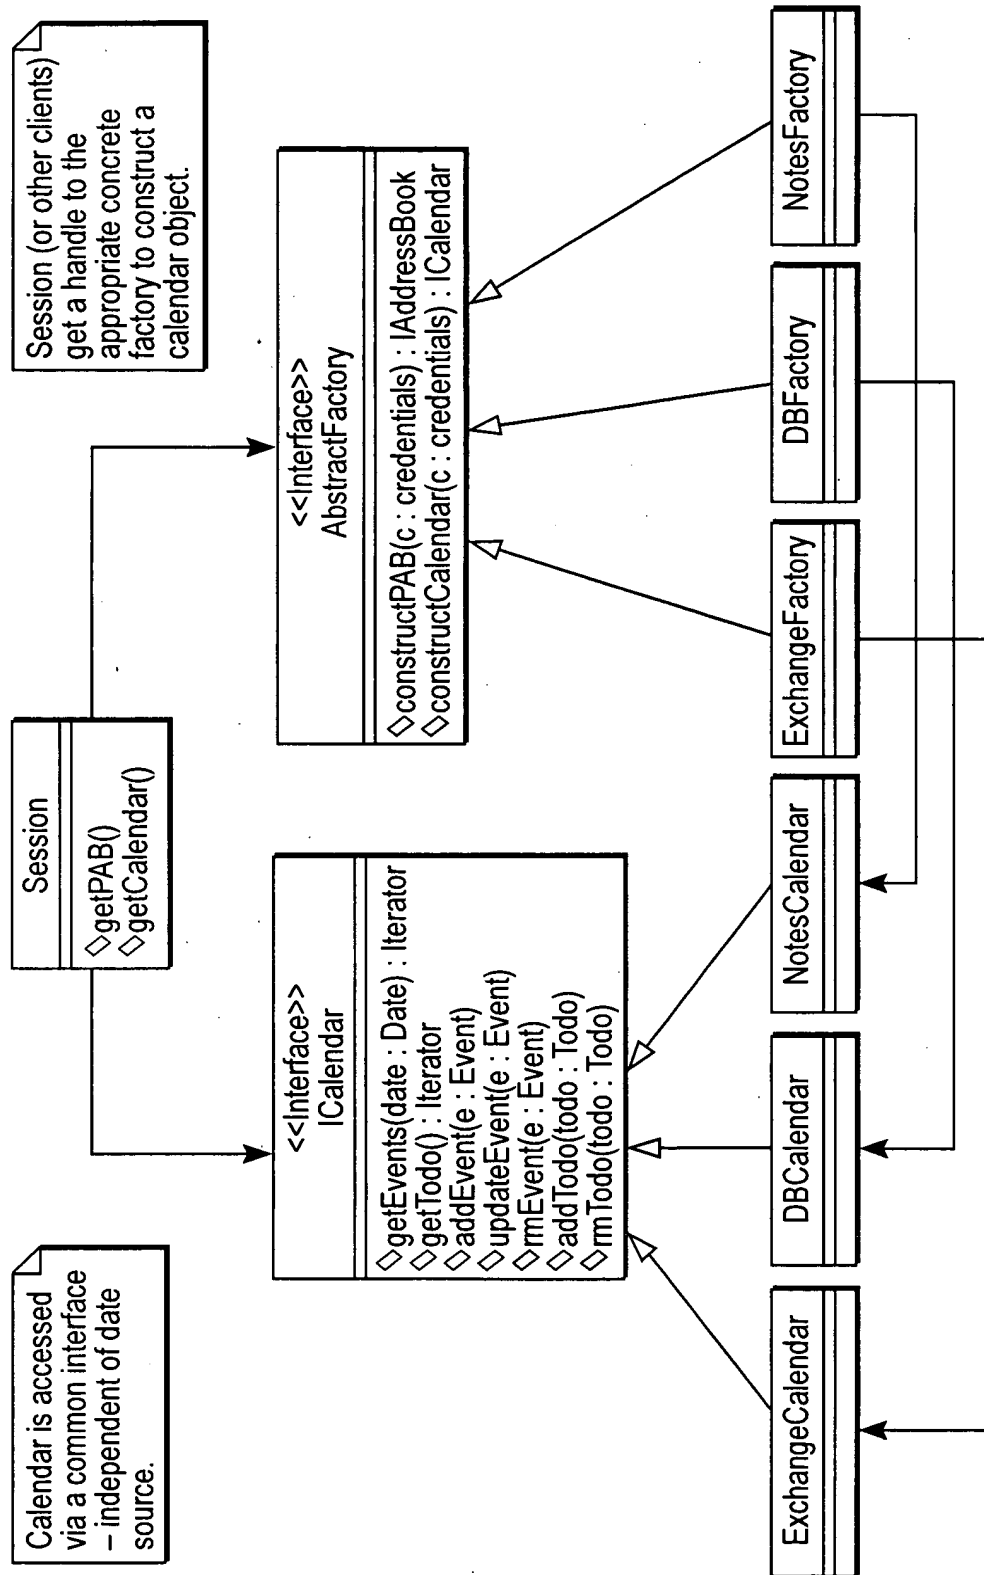 Calendar is accessed
via a common interface
– independent of date
source.
Session
getPAB()
getCalendar()
Session (or other clients)
get a handle to the
appropriate concrete
factory to construct a
calendar object.
<<Interface>>
ICalendar
getEvents(date : Date) : Iterator
getTodo() : Iterator
addEvent(e : Event)
updateEvent(e : Event)
rmEvent(e : Event)
addTodo(todo : Todo)
rmTodo(todo : Todo)
<<Interface>>
AbstractFactory
constructPAB(c : credentials) : IAddressBook
constructCalendar(c : credentials) : ICalendar
ExchangeCalendar
DBCalendar
NotesCalendar
ExchangeFactory
DBFactory
NotesFactory